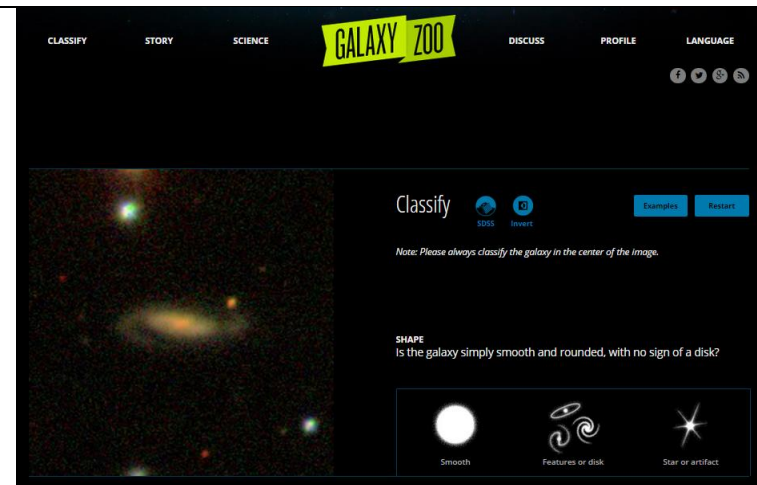 CLASSIFY STORY SCIENCE GALAXY ZOO DISCUSS PROFILE LANGUAGE
Classify
SDSS Invert
Examples Restart
Note: Please always classify the galaxy in the center of the image.
SHAPE
Is the galaxy simply smooth and rounded, with no sign of a disk?
Smooth Features or disk Star or artifact